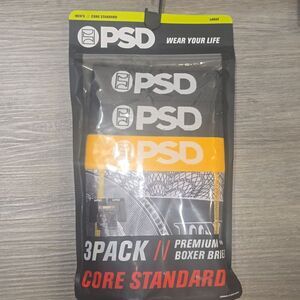 MEN'S // CORE STANDARD
LARGE
PSD
WEAR YOUR LIFE
PSD
PSD
PSD
3PACK // PREMIUM
BOXER BRIEF
CORE STANDARD